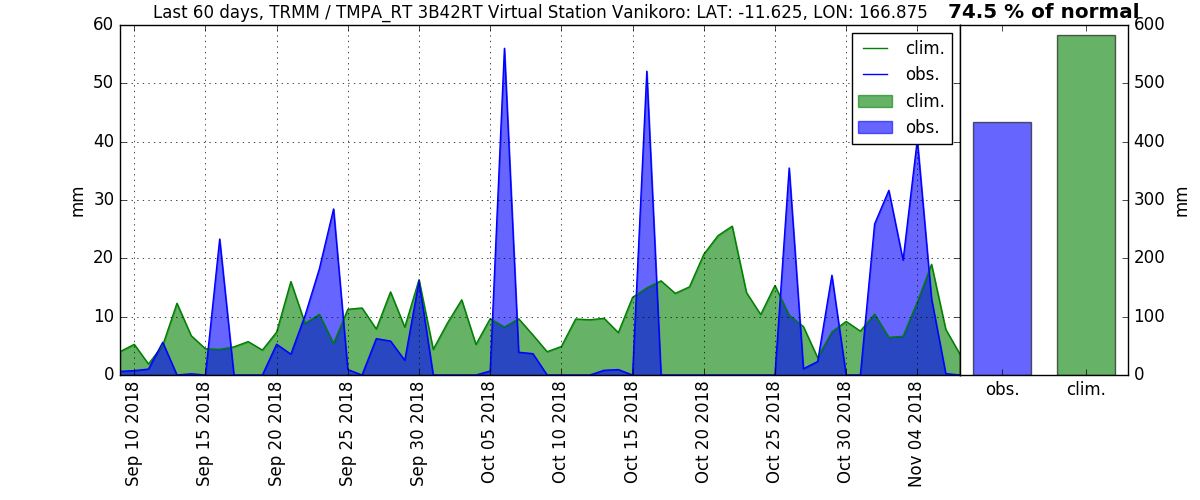 Last 60 days, TRMM / TMPA_RT 3B42RT Virtual Station Vanikoro: LAT: -11.625, LON: 166.875
74.5 % of normal
60
50
40
30
20
10
0
mm
clim.
obs.
clim.
obs.
Sep 10 2018
Sep 15 2018
Sep 20 2018
Sep 25 2018
Sep 30 2018
Oct 05 2018
Oct 10 2018
Oct 15 2018
Oct 20 2018
Oct 25 2018
Oct 30 2018
Nov 04 2018
600
500
400
300
200
100
0
mm
obs.
clim.